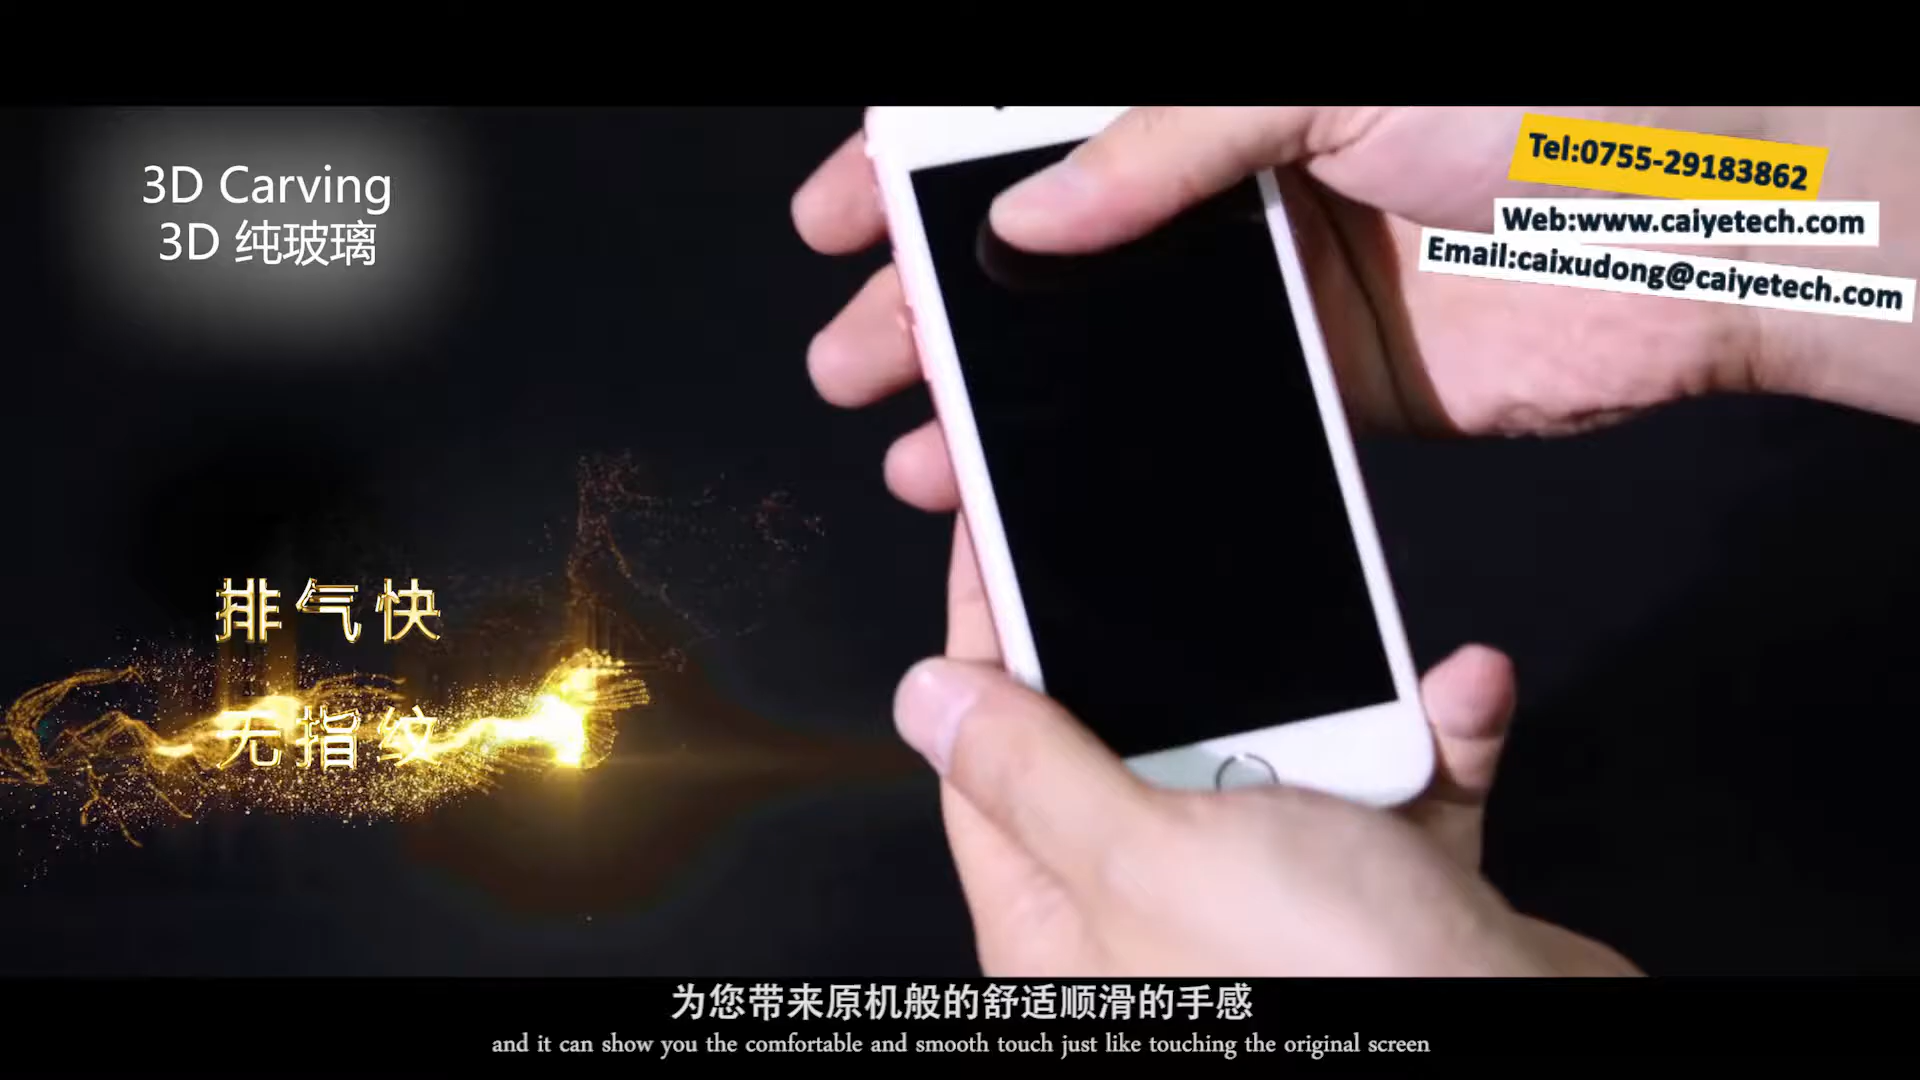 3D Carving
3D 纯玻璃
Tel:0755-29183862
Web:www.caiyetech.com
Email:caixudong@caiyetech.com
排气快
无指纹
为您带来原机般的舒适顺滑的手感
and it can show you the comfortable and smooth touch just like touching the original screen